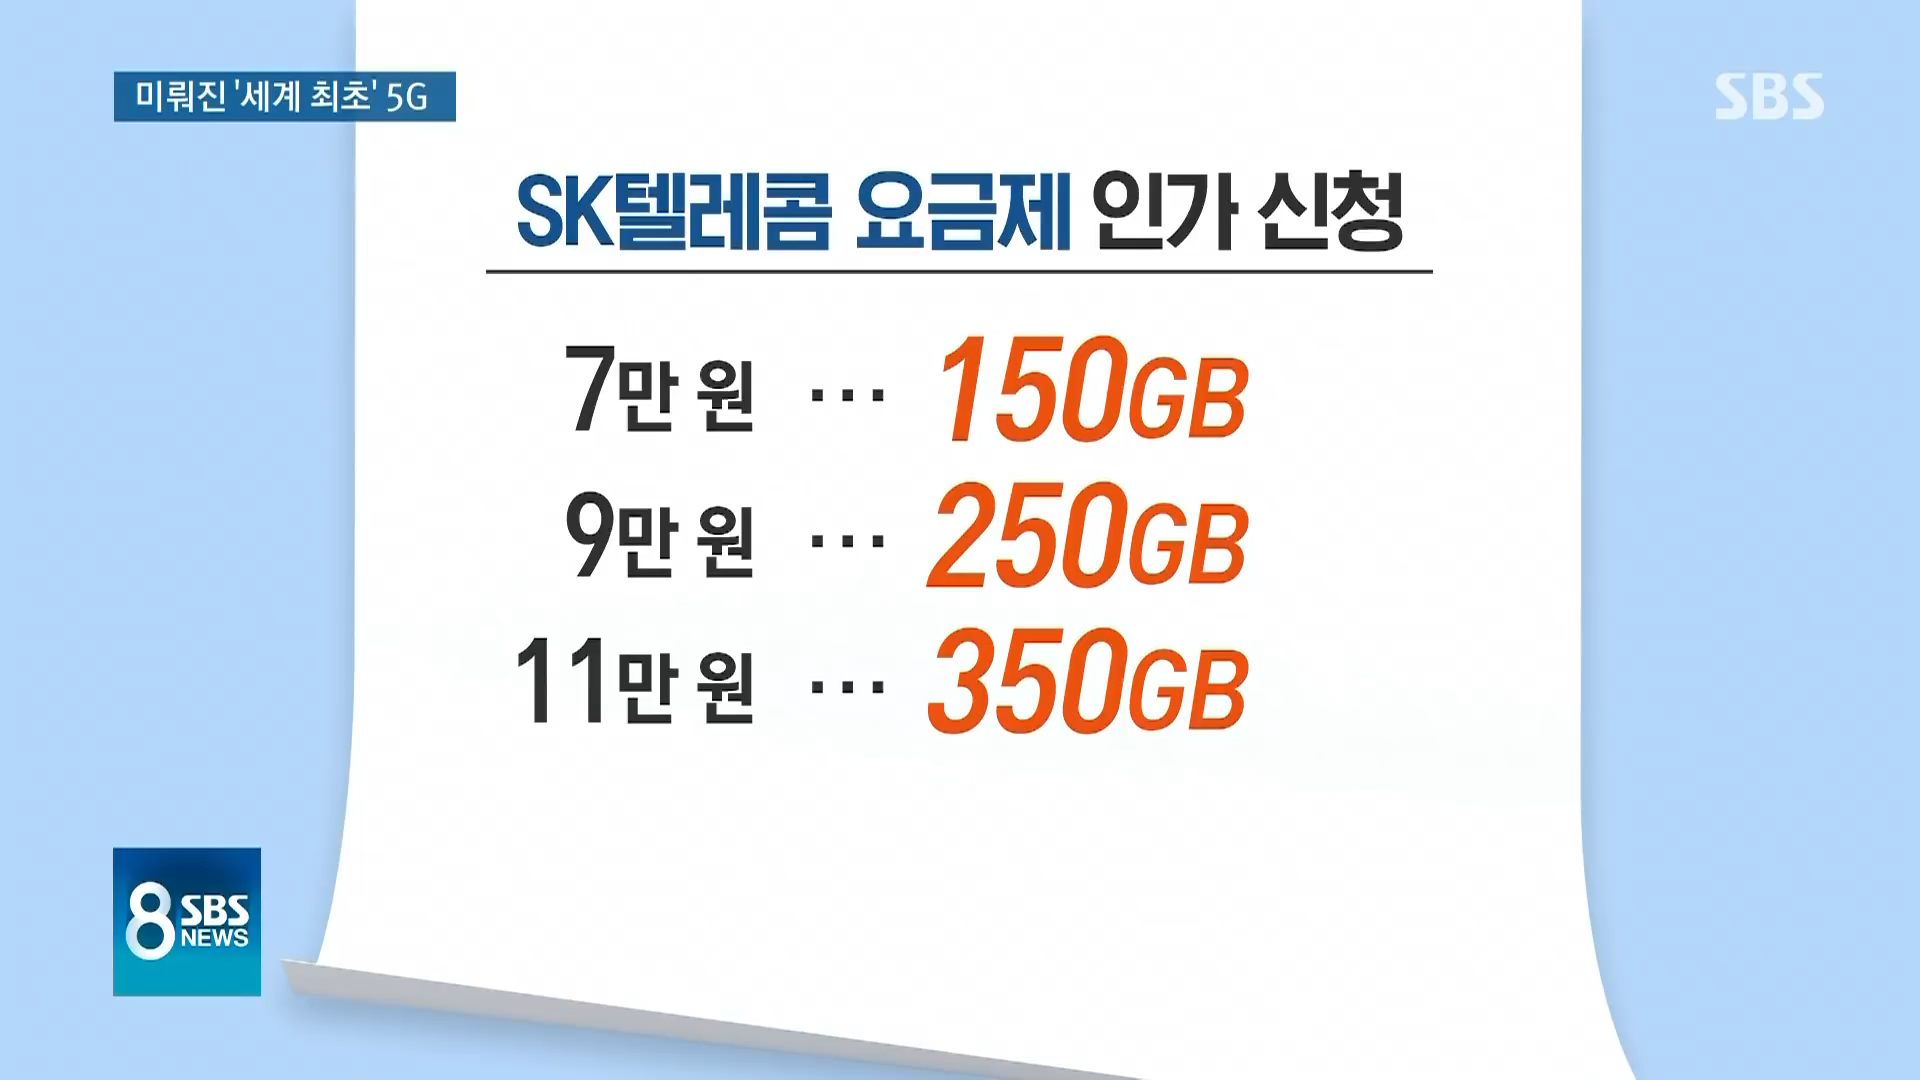 미뤄진 '세계 최초' 5G
SBS
SK텔레콤 요금제 인가 신청
7만 원 ··· 150GB
9만 원 ··· 250GB
11만 원 ··· 350GB
8 SBS
NEWS